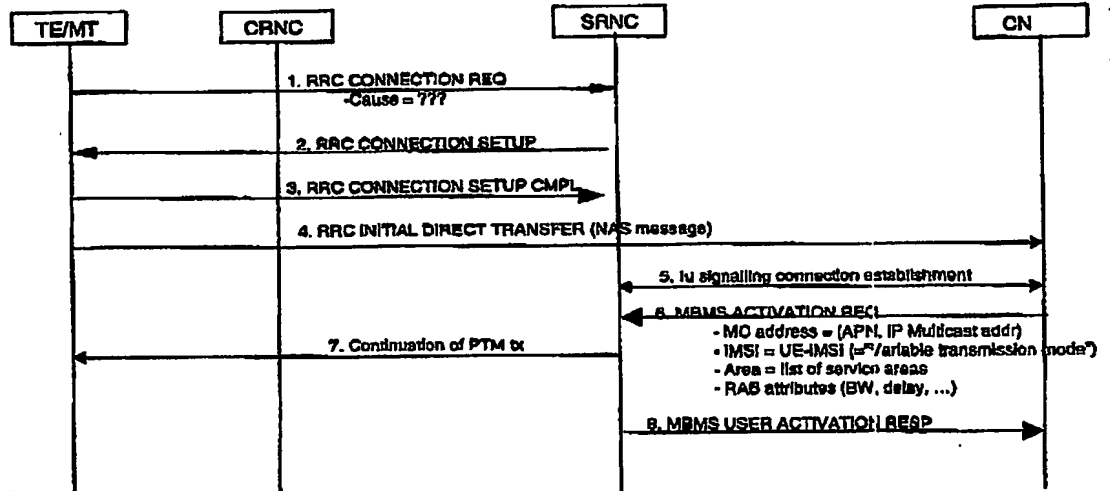 TE/MT
CRNC
SRNC
CN
1. RRC CONNECTION REQ
-Cause = ???
2. RRC CONNECTION SETUP
3. RRC CONNECTION SETUP CMPL
4. RRC INITIAL DIRECT TRANSFER (NAS message)
5. Iu signalling connection establishment
6. MBMS ACTIVATION REQ
- MC address = (APN, IP Multicast addr)
7. Continuation of PTM tx
- IMSI = UE-IMSI (= transmission mode")
- Area = list of service areas
- RAB attributes (BW, delay, ...)
8. MBMS USER ACTIVATION RESP